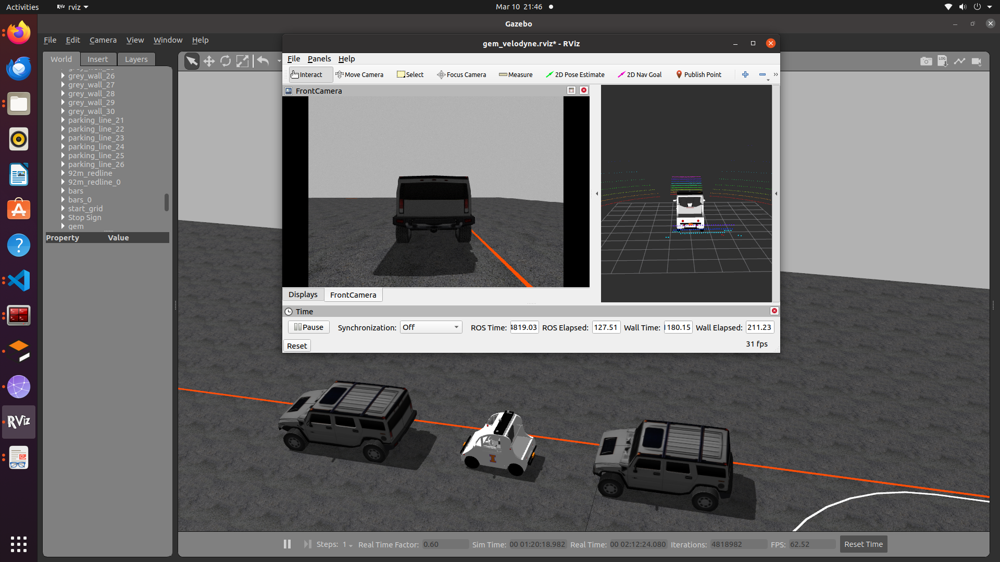 Activities
rviz
Mar 10 21:46
Gazebo
File Edit Camera View Window Help
World Insert Layers
grey_wall_26
grey_wall_27
grey_wall_28
grey_wall_29
grey_wall_30
parking_line_21
parking_line_22
parking_line_23
parking_line_24
parking_line_25
parking_line_26
92m_redline
92m_redline_0
bars
bars_0
start_grid
Stop Sign
gem
Property Value
gem_velodyne.rviz* - RViz
File Panels Help
Interact Move Camera Select Focus Camera Measure 2D Pose Estimate 2D Nav Goal Publish Point
FrontCamera
Displays FrontCamera
Time
Pause Synchronization: Off ROS Time: 4819.03 ROS Elapsed: 127.51 Wall Time: 180.15 Wall Elapsed: 211.23
Reset
31 fps
RViz
LOG
I
Steps: 1 Real Time Factor: 0.60 Sim Time: 00 01:20:18.982 Real Time: 00 02:12:24.080 Iterations: 4818982 FPS: 62.52 Reset Time